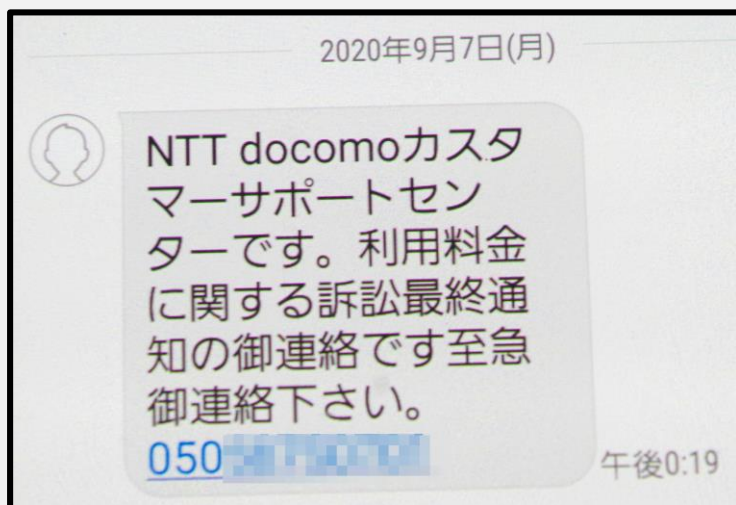 2020年9月7日(月)
NTT docomoカスタ
マーサポートセン
ターです。利用料金
に関する訴訟最終通
知の御連絡です至急
御連絡下さい。
050
午後0:19